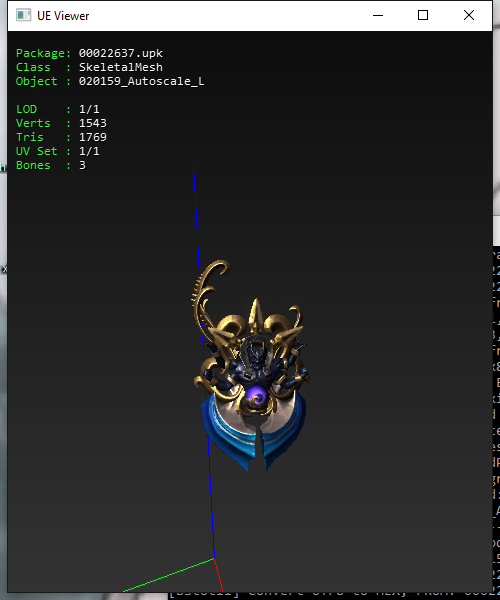 UE Viewer
Package: 00022637.upk
Class : SkeletalMesh
Object : 020159_Autoscale_L
LOD : 1/1
Verts : 1543
Tris : 1769
UV Set : 1/1
Bones : 3